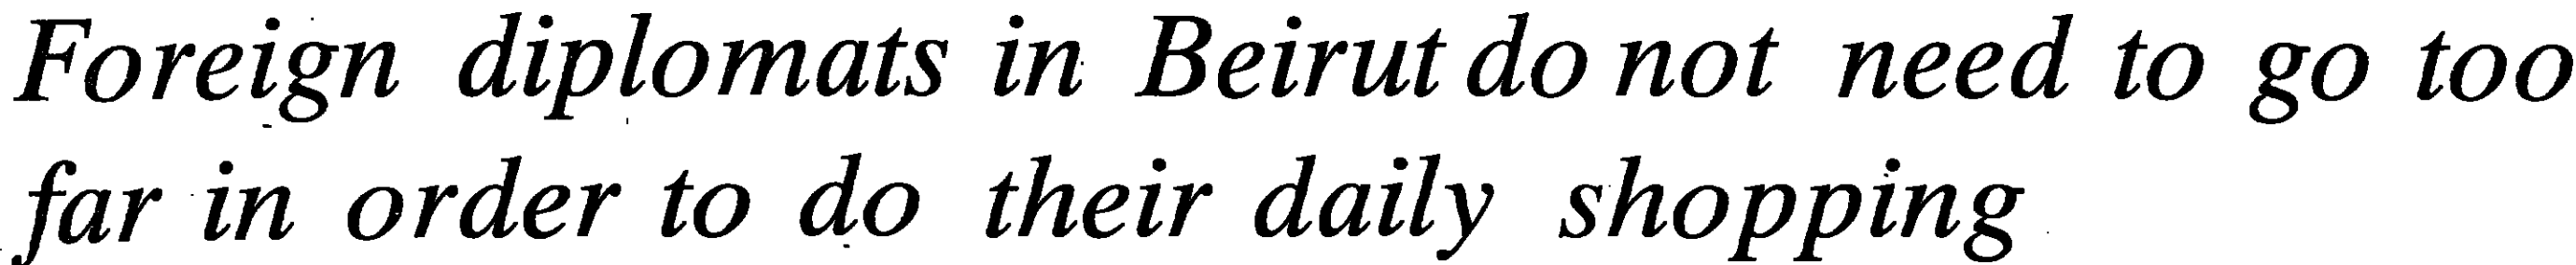 Foreign diplomats in Beirut do not need to go too
far in order to do their daily shopping